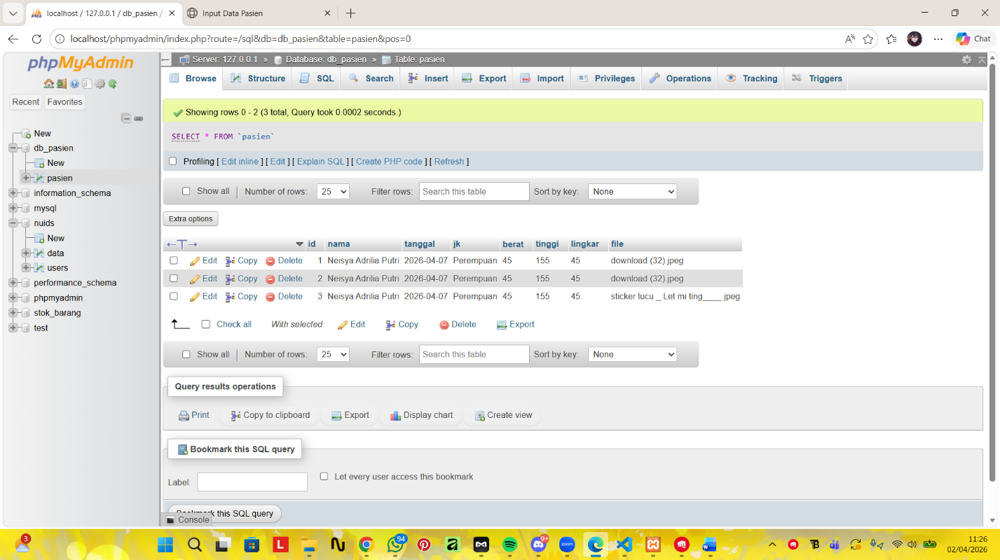 localhost / 127.0.0.1 / db_pasien /
Input Data Pasien
localhost/phpmyadmin/index.php?route=/sql&db=db_pasien&table=pasien&pos=0
Chat
phpMyAdmin
Recent Favorites
New
db_pasien
New
pasien
information_schema
mysql
nuids
New
data
users
performance_schema
phpmyadmin
stok_barang
test
Server: 127.0.0.1 » Database: db_pasien » Table: pasien
Browse Structure SQL Search Insert Export Import Privileges Operations Tracking Triggers
Showing rows 0 - 2 (3 total, Query took 0.0002 seconds.)
SELECT * FROM `pasien`
Profiling [ Edit inline ] [ Edit ] [ Explain SQL ] [ Create PHP code ] [ Refresh ]
Show all | Number of rows: 25 Filter rows: Search this table Sort by key: None
Extra options
←T→ id nama tanggal jk berat tinggi lingkar file
Edit Copy Delete 1 Neisya Adrilia Putri 2026-04-07 Perempuan 45 155 45 download (32).jpeg
Edit Copy Delete 2 Neisya Adrilia Putri 2026-04-07 Perempuan 45 155 45 download (32).jpeg
Edit Copy Delete 3 Neisya Adrilia Putri 2026-04-07 Perempuan 45 155 45 sticker lucu _ Let mi ting____.jpeg
Check all With selected: Edit Copy Delete Export
Show all | Number of rows: 25 Filter rows: Search this table Sort by key: None
Query results operations
Print Copy to clipboard Export Display chart Create view
Bookmark this SQL query
Label: Let every user access this bookmark
Bookmark this SQL query
Console
3
94
9+
zoom
11:26
02/04/2026